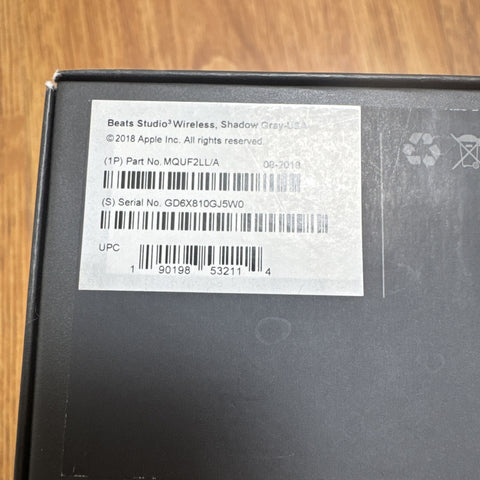 Beats Studio³ Wireless, Shadow Gray-USA
©2018 Apple Inc. All rights reserved.
(1P) Part No. MQUF2LL/A 08-2018
(S) Serial No. GD6X810GJ5W0
UPC
1 90198 53211 4